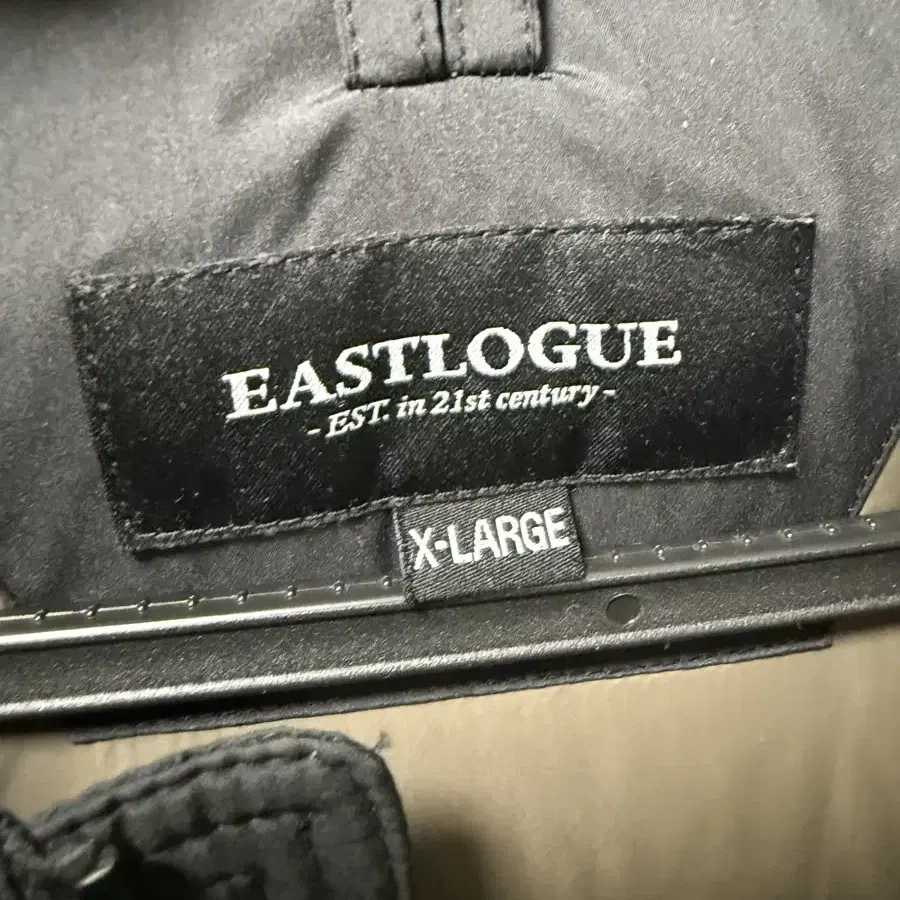 EASTLOGUE
- EST. in 21st century -
X·LARGE